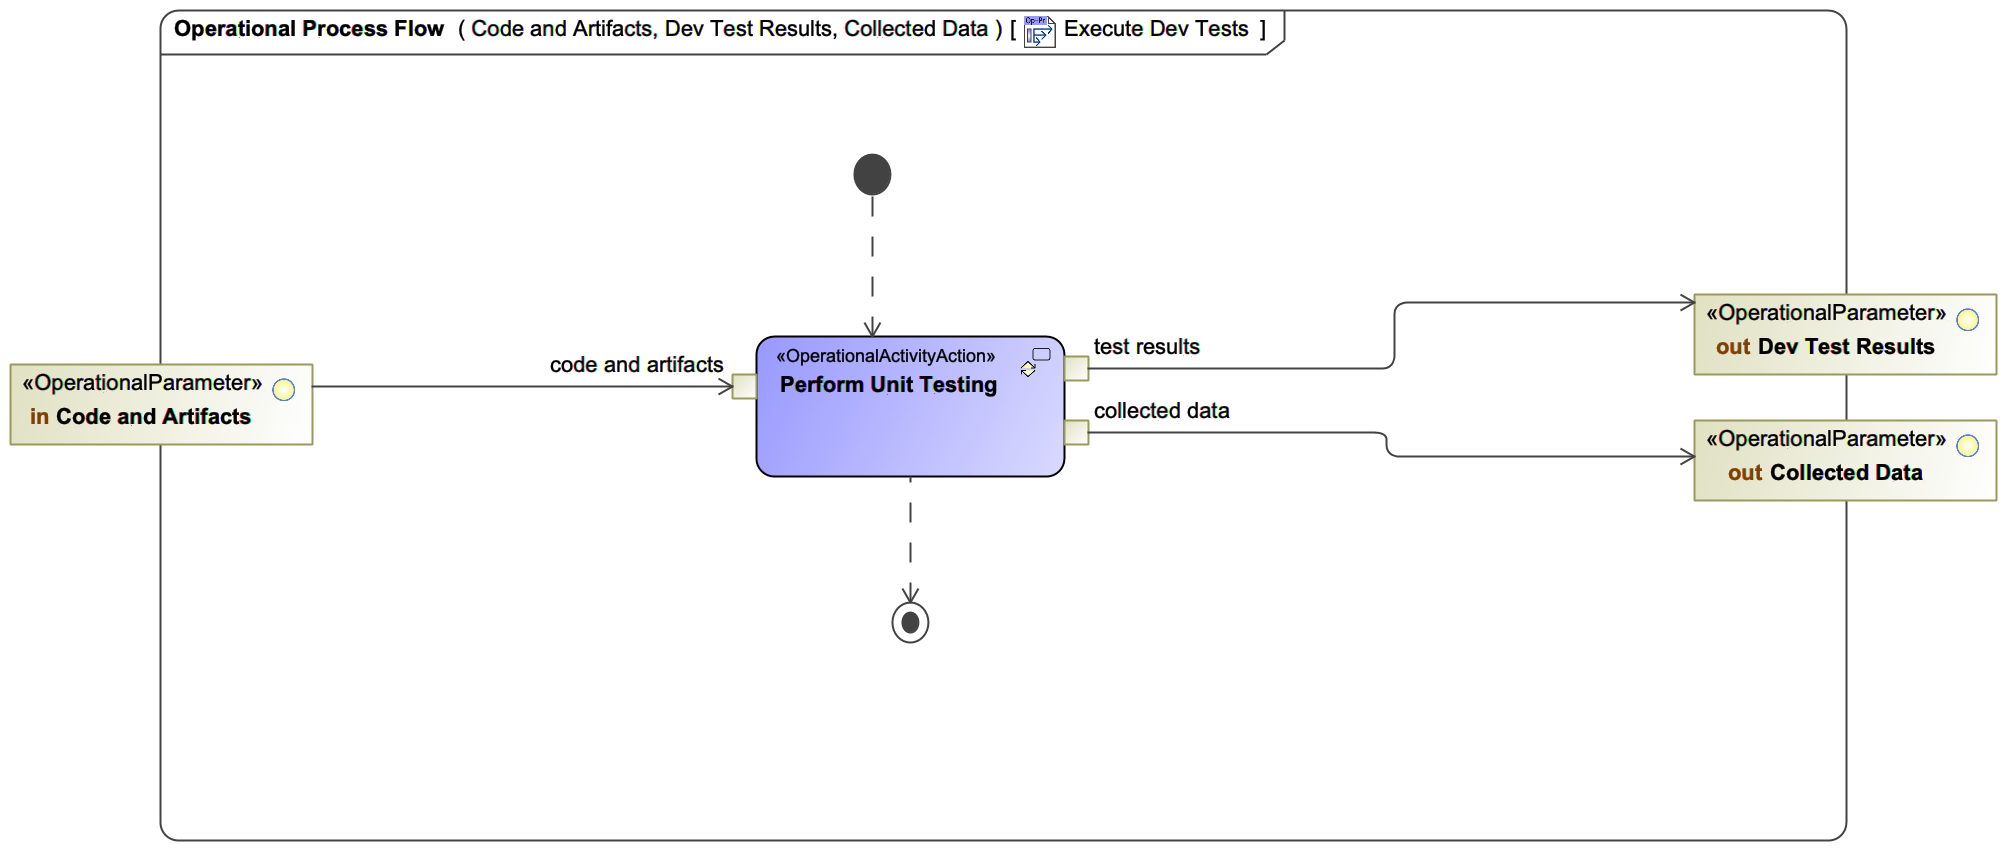 Operational Process Flow ( Code and Artifacts, Dev Test Results, Collected Data ) [ Op-Pr Execute Dev Tests ]
«OperationalActivityAction»
Perform Unit Testing
code and artifacts
test results
collected data
«OperationalParameter»
in Code and Artifacts
«OperationalParameter»
out Dev Test Results
«OperationalParameter»
out Collected Data